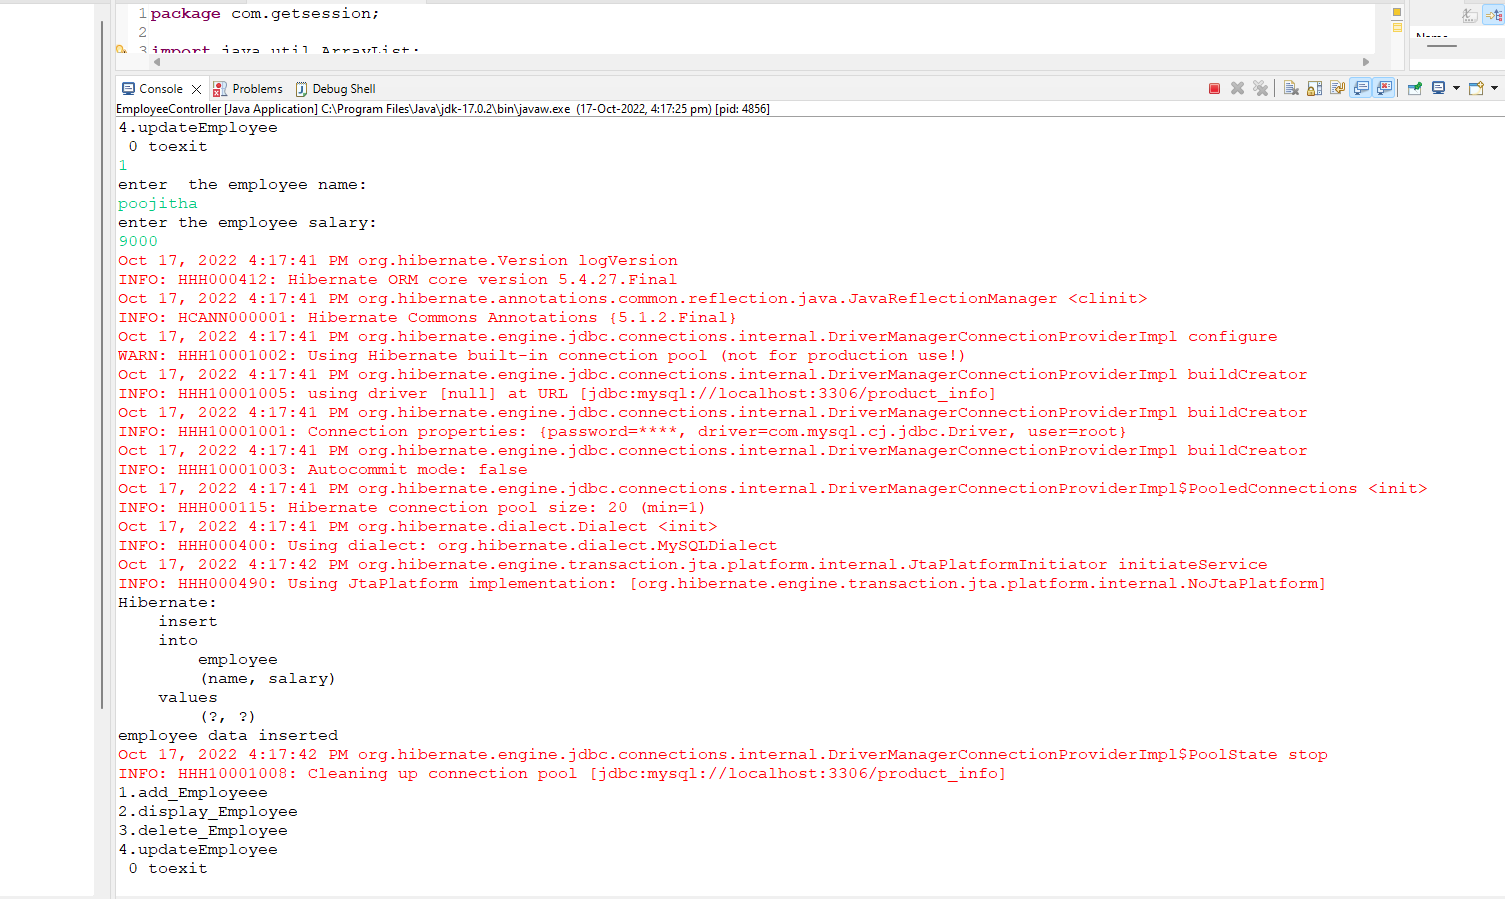 1 package com.getsession;
2
3 import java.util.ArrayList;
Name
Console Problems Debug Shell
EmployeeController [Java Application] C:\Program Files\Java\jdk-17.0.2\bin\javaw.exe (17-Oct-2022, 4:17:25 pm) [pid: 4856]
4.updateEmployee
0 toexit
1
enter  the employee name:
poojitha
enter the employee salary:
9000
Oct 17, 2022 4:17:41 PM org.hibernate.Version logVersion
INFO: HHH000412: Hibernate ORM core version 5.4.27.Final
Oct 17, 2022 4:17:41 PM org.hibernate.annotations.common.reflection.java.JavaReflectionManager <clinit>
INFO: HCANN000001: Hibernate Commons Annotations {5.1.2.Final}
Oct 17, 2022 4:17:41 PM org.hibernate.engine.jdbc.connections.internal.DriverManagerConnectionProviderImpl configure
WARN: HHH10001002: Using Hibernate built-in connection pool (not for production use!)
Oct 17, 2022 4:17:41 PM org.hibernate.engine.jdbc.connections.internal.DriverManagerConnectionProviderImpl buildCreator
INFO: HHH10001005: using driver [null] at URL [jdbc:mysql://localhost:3306/product_info]
Oct 17, 2022 4:17:41 PM org.hibernate.engine.jdbc.connections.internal.DriverManagerConnectionProviderImpl buildCreator
INFO: HHH10001001: Connection properties: {password=****, driver=com.mysql.cj.jdbc.Driver, user=root}
Oct 17, 2022 4:17:41 PM org.hibernate.engine.jdbc.connections.internal.DriverManagerConnectionProviderImpl buildCreator
INFO: HHH10001003: Autocommit mode: false
Oct 17, 2022 4:17:41 PM org.hibernate.engine.jdbc.connections.internal.DriverManagerConnectionProviderImpl$PooledConnections <init>
INFO: HHH000115: Hibernate connection pool size: 20 (min=1)
Oct 17, 2022 4:17:41 PM org.hibernate.dialect.Dialect <init>
INFO: HHH000400: Using dialect: org.hibernate.dialect.MySQLDialect
Oct 17, 2022 4:17:42 PM org.hibernate.engine.transaction.jta.platform.internal.JtaPlatformInitiator initiateService
INFO: HHH000490: Using JtaPlatform implementation: [org.hibernate.engine.transaction.jta.platform.internal.NoJtaPlatform]
Hibernate:
insert
into
employee
(name, salary)
values
(?, ?)
employee data inserted
Oct 17, 2022 4:17:42 PM org.hibernate.engine.jdbc.connections.internal.DriverManagerConnectionProviderImpl$PoolState stop
INFO: HHH10001008: Cleaning up connection pool [jdbc:mysql://localhost:3306/product_info]
1.add_Employeee
2.display_Employee
3.delete_Employee
4.updateEmployee
0 toexit